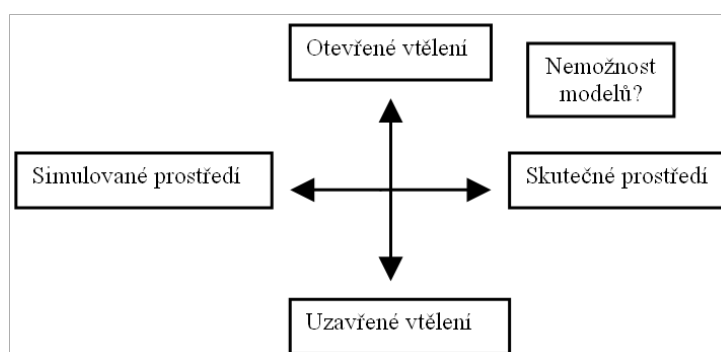 Otevřené vtělení
Nemožnost
modelů?
Simulované prostředí
Skutečné prostředí
Uzavřené vtělení